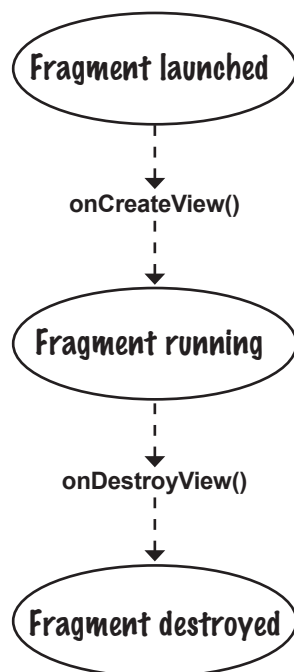 Fragment launched
onCreateView()
Fragment running
onDestroyView()
Fragment destroyed